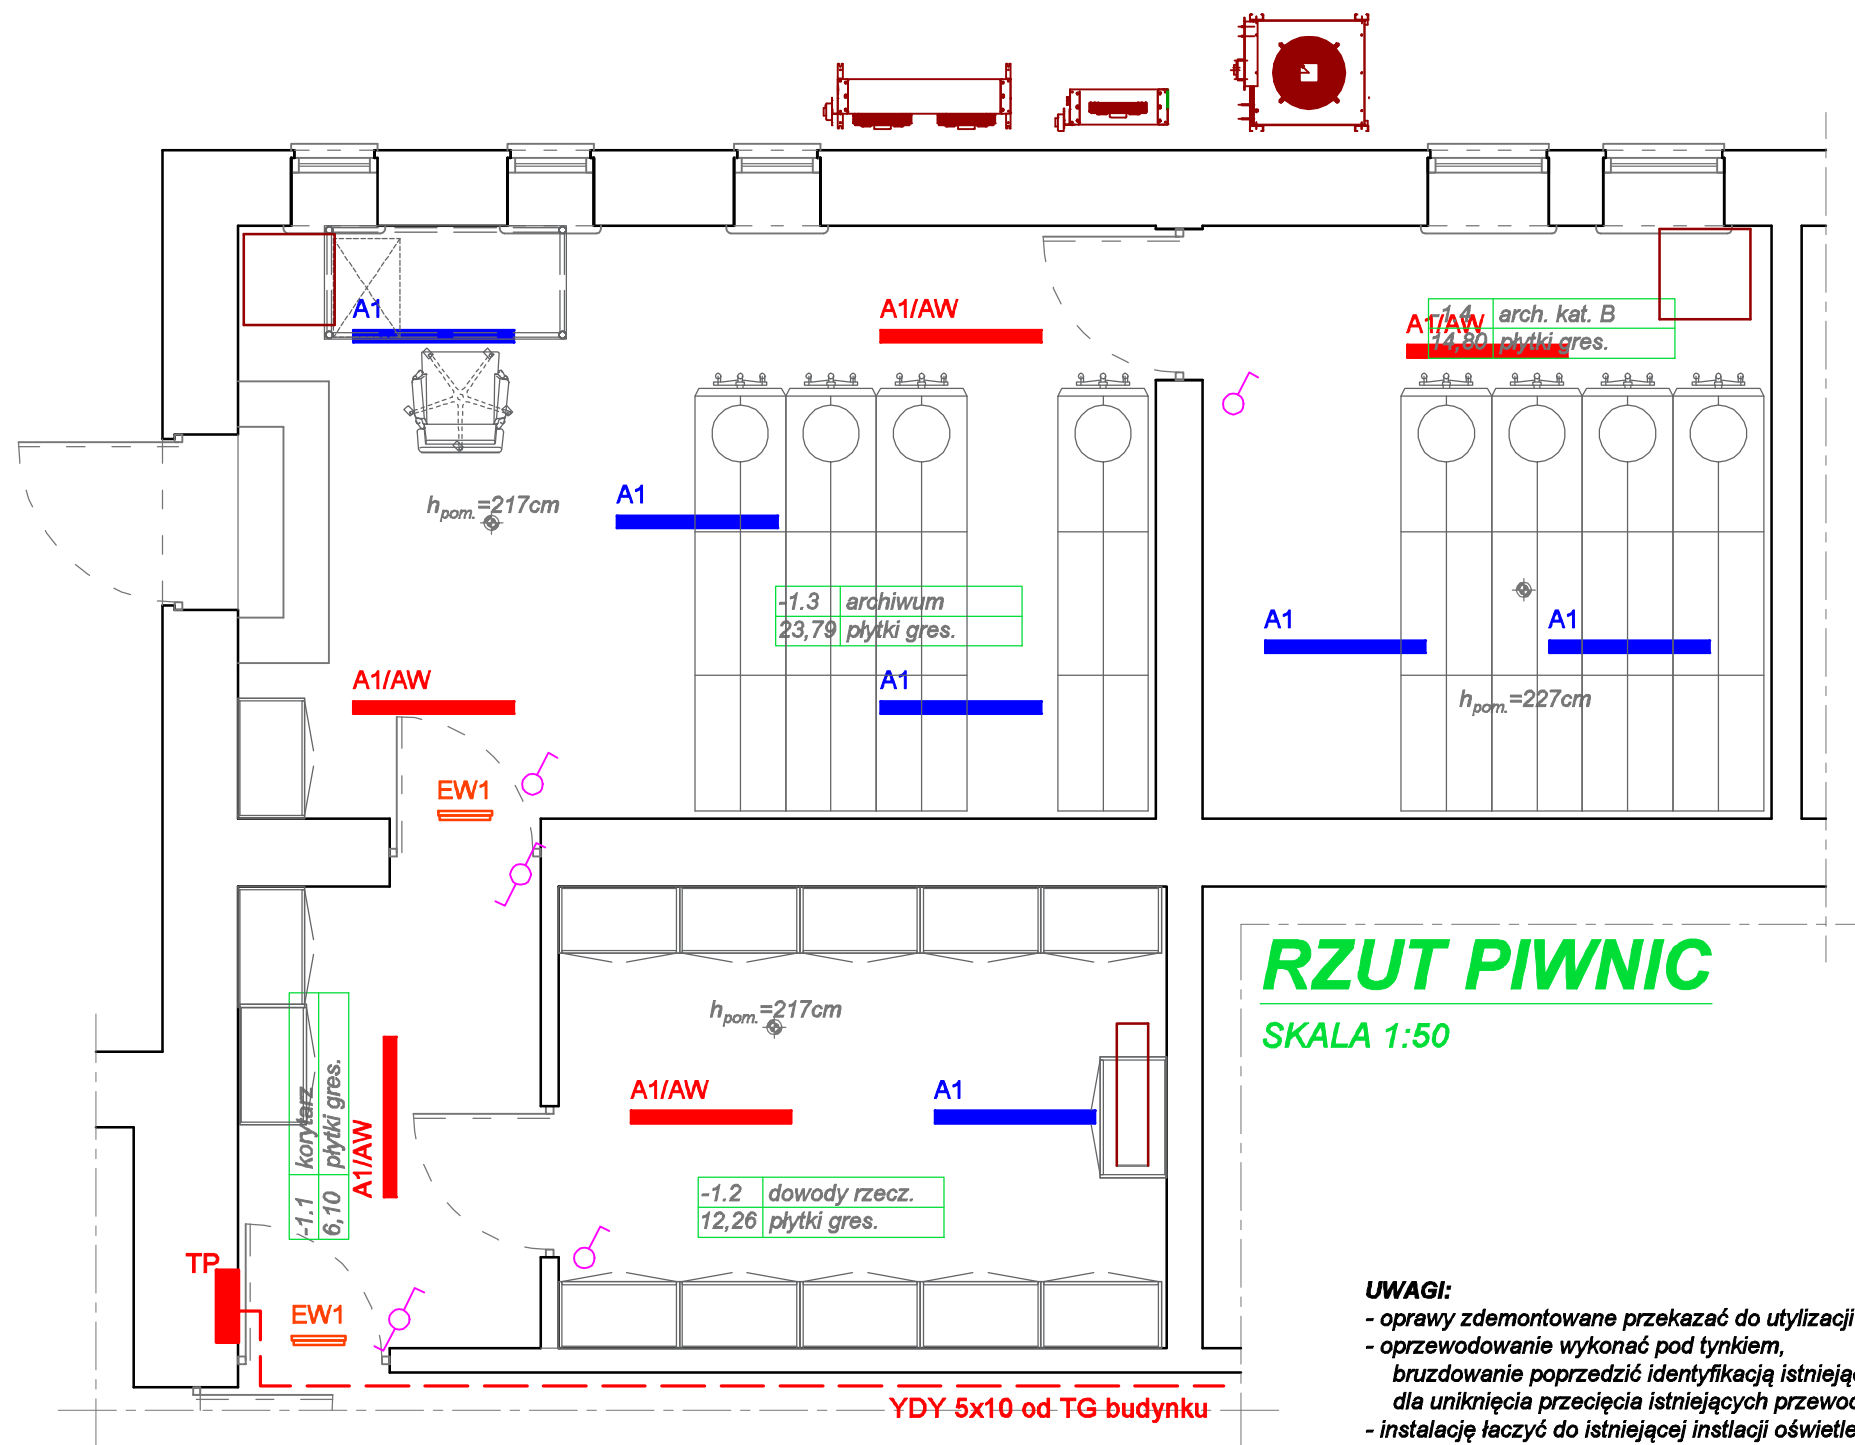 A1
A1/AW
A1/AW
-1.4 arch. kat. B
14,80 płytki gres.
A1
hpom.=217cm
-1.3 archiwum
23,79 płytki gres.
A1
A1
A1/AW
A1
hpom.=227cm
EW1
RZUT PIWNIC
SKALA 1:50
hpom.=217cm
A1/AW
A1
-1.1 korytarz
6,10 płytki gres.
A1/AW
-1.2 dowody rzecz.
12,26 płytki gres.
TP
EW1
UWAGI:
- oprawy zdemontowane przekazać do utylizacji
- oprzewodowanie wykonać pod tynkiem,
bruzdowanie poprzedzić identyfikacją
dla uniknięcia przecięcia istniejących
- instalację łaczyć do istniejącej instlacji
YDY 5x10 od TG budynku